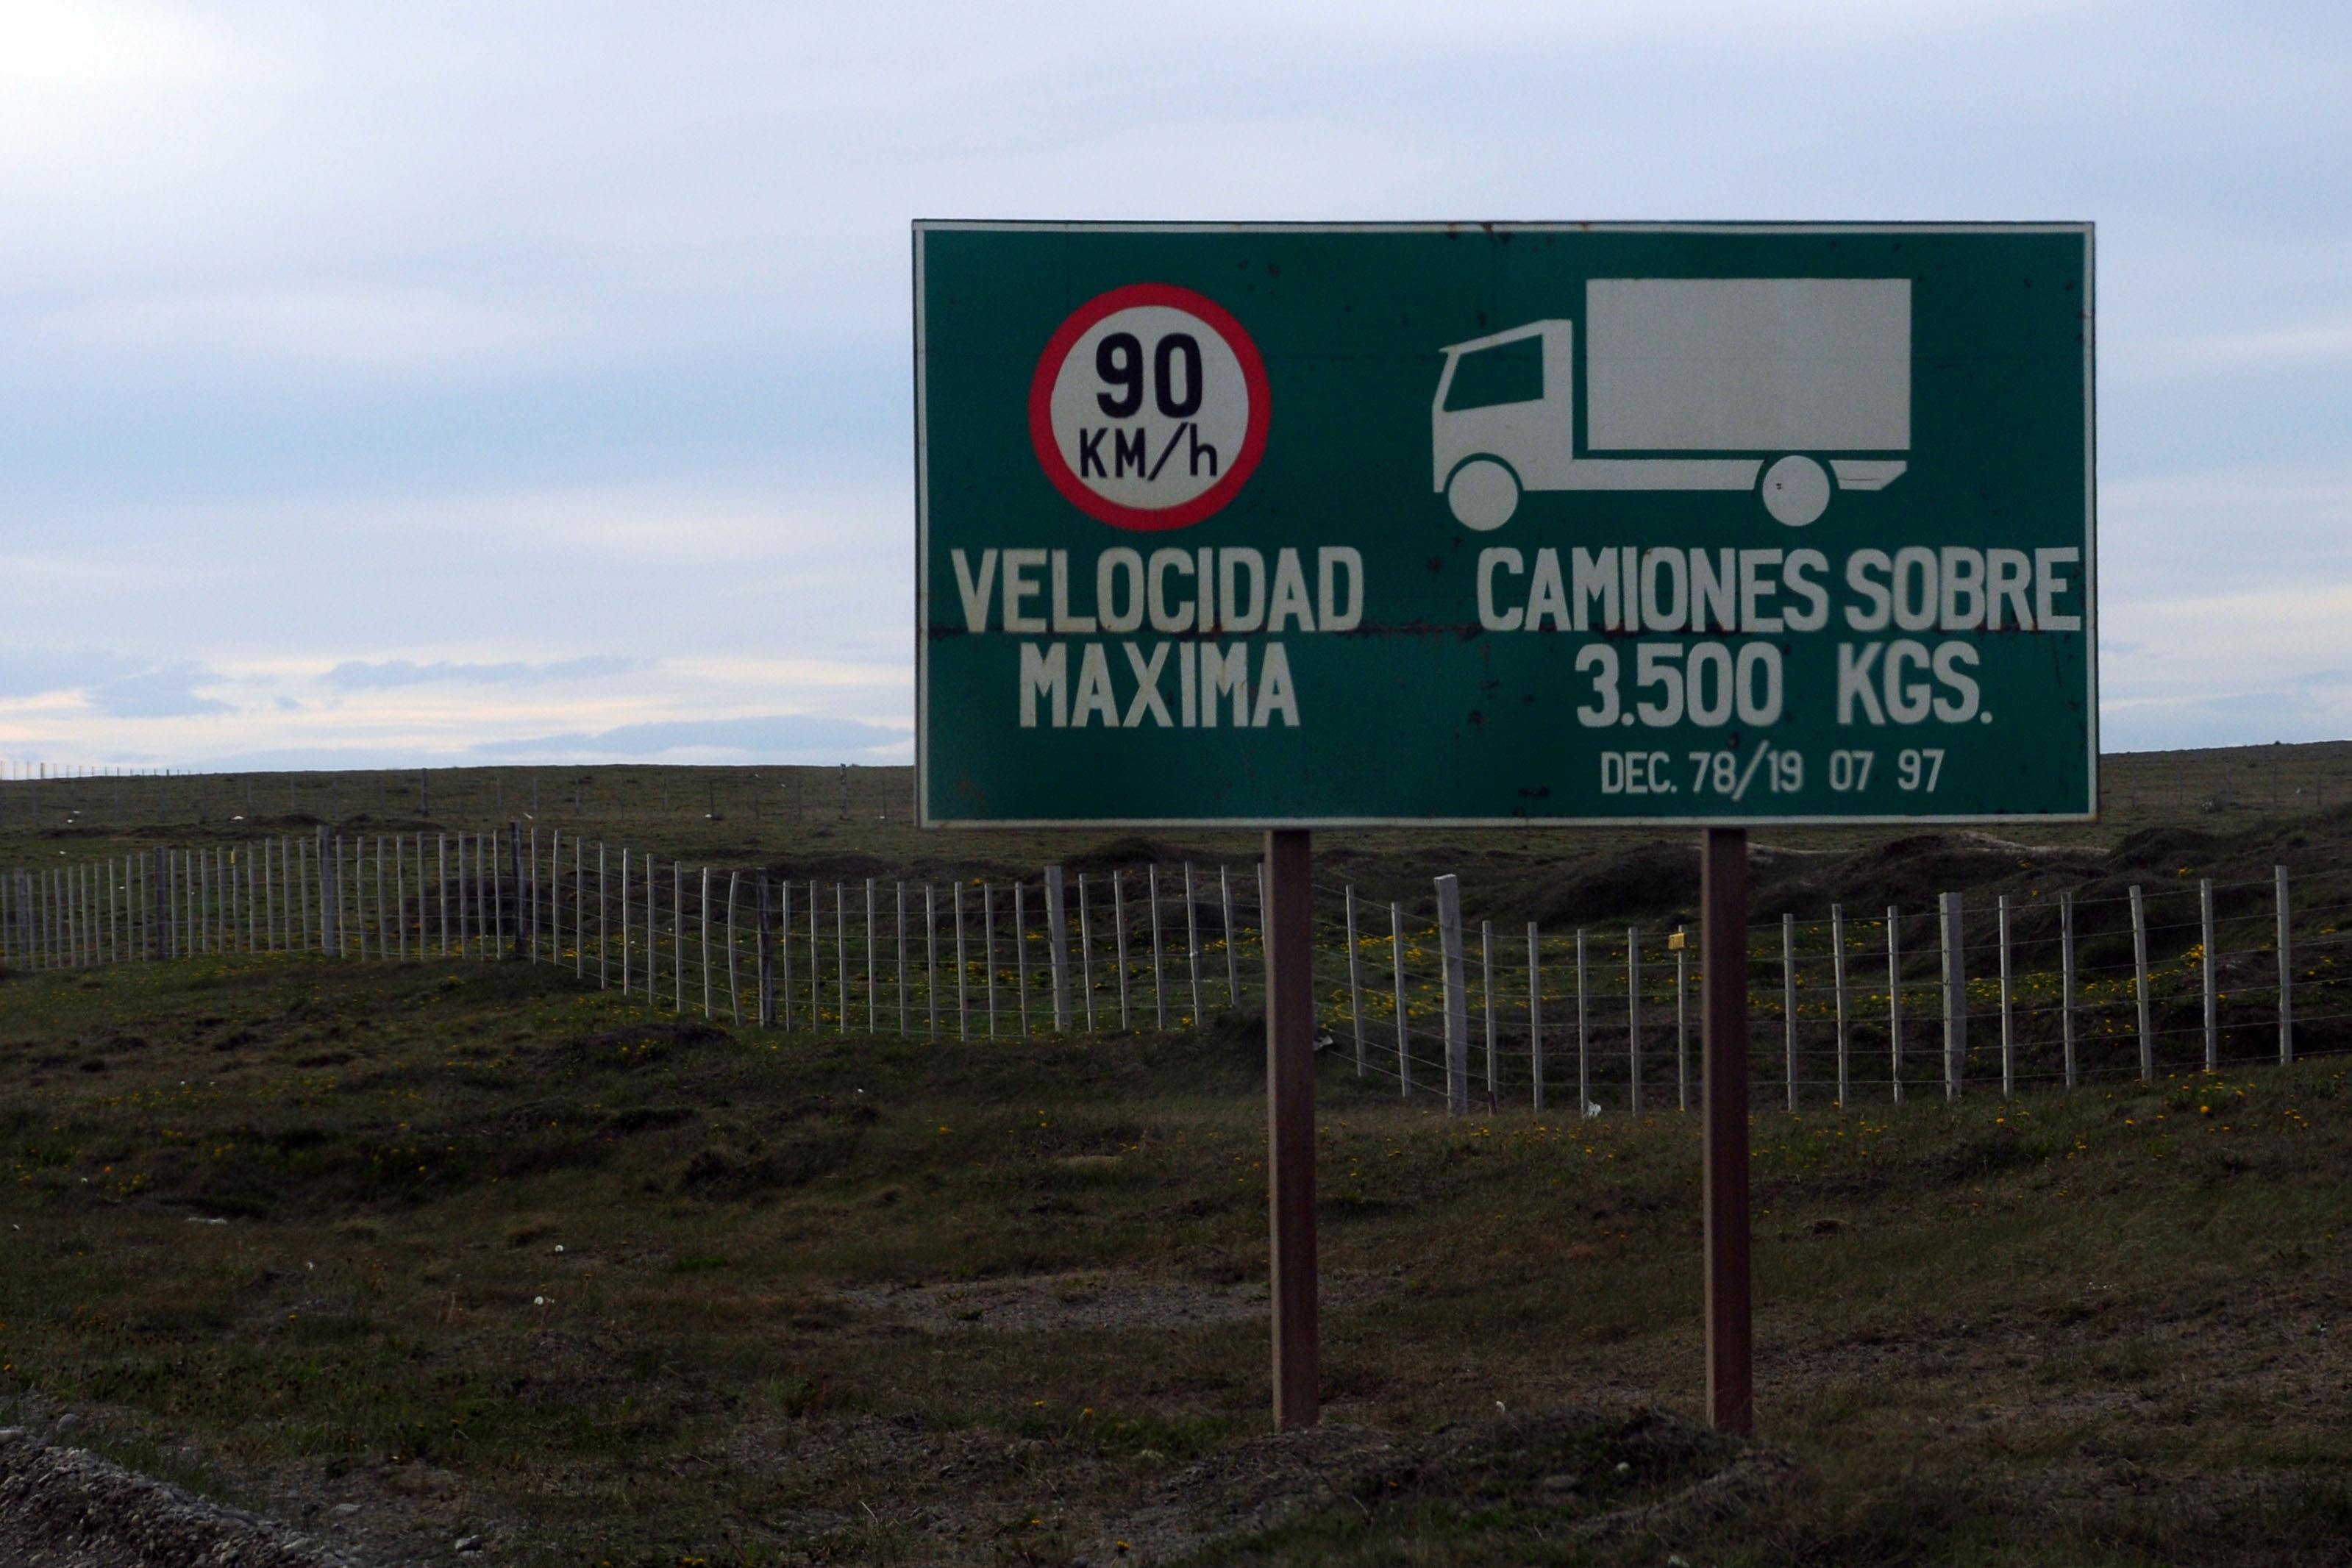 90
KM/h
VELOCIDAD
MAXIMA
CAMIONES SOBRE
3.500 KGS.
DEC. 78/19 07 97